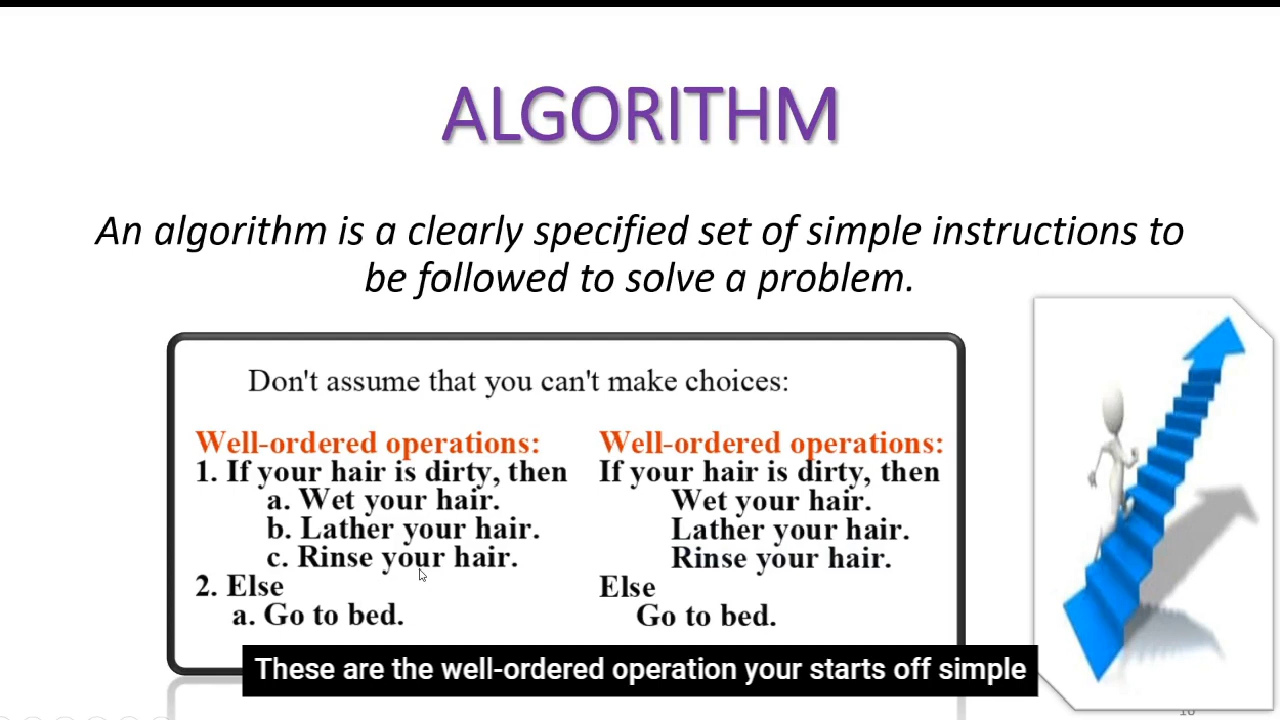 ALGORITHM
An algorithm is a clearly specified set of simple instructions to
be followed to solve a problem.
Don't assume that you can't make choices:
Well-ordered operations:
1. If your hair is dirty, then
a. Wet your hair.
b. Lather your hair.
c. Rinse your hair.
2. Else
a. Go to bed.
Well-ordered operations:
If your hair is dirty, then
Wet your hair.
Lather your hair.
Rinse your hair.
Else
Go to bed.
These are the well-ordered operation your starts off simple